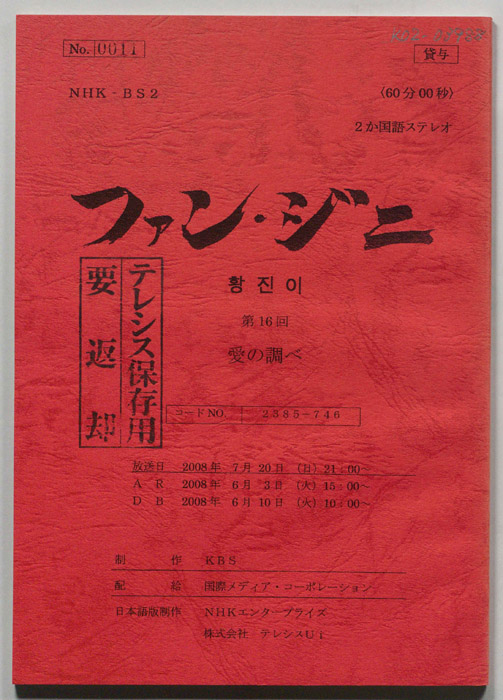 No. 0011
貸与
NHK-BS2
〈60分00秒〉
2か国語ステレオ
ファン・ジニ
황진이
第16回
愛の調べ
テレシス保存用
要返却
コードNO. 2385-746
放送日 2008年 7月 20日 (日) 21:00~
A R 2008年 6月 3日 (火) 15:00~
D B 2008年 6月 10日 (火) 10:00~
制作 KBS
配給 国際メディア・コーポレーション
日本語版制作 NHKエンタープライズ
株式会社 テレシスUi